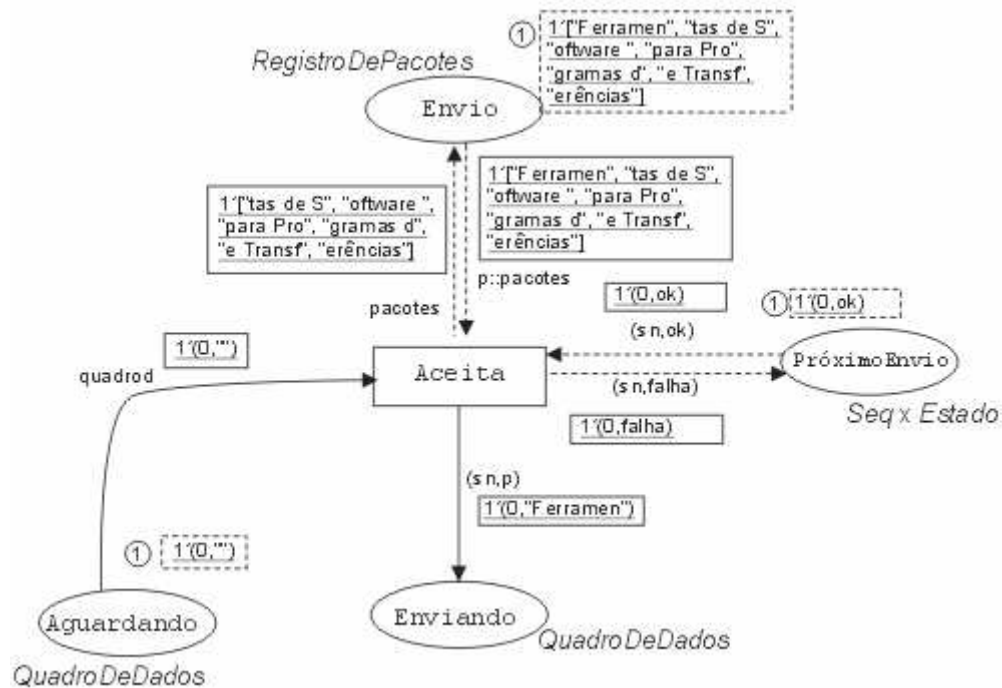 1
1´["Ferramen", "tas de S",
"oftware ", "para Pro",
"gramas d", "e Transf",
"erências"]
RegistroDePacotes
Envio
1´["tas de S", "oftware ",
"para Pro", "gramas d",
"e Transf", "erências"]
1´["Ferramen", "tas de S",
"oftware ", "para Pro",
"gramas d", "e Transf",
"erências"]
pacotes
p::pacotes
1´(0,ok)
(sn,ok)
1
1´(0,ok)
1´(0,"")
quadrod
Aceita
PróximoEnvio
(sn,falha)
Seq x Estado
1´(0,falha)
(sn,p)
1´(0,"Ferramen")
1
1´(0,"")
Aguardando
QuadroDeDados
Enviando
QuadroDeDados